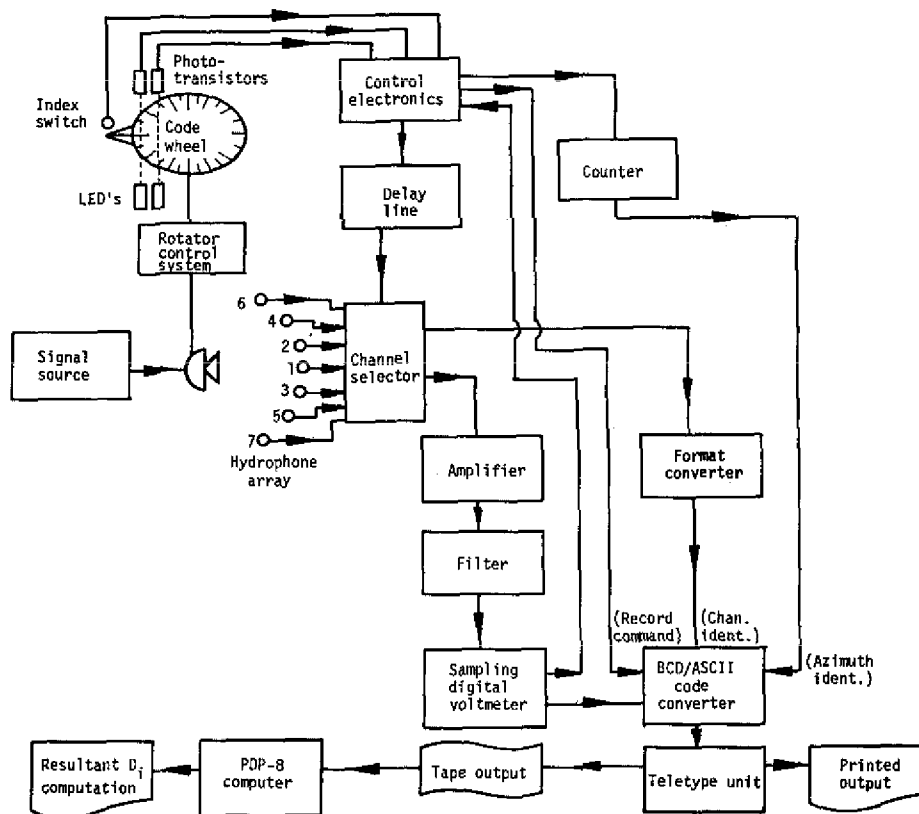 Photo-
transistors
Index
switch
Code
wheel
LED's
Control
electronics
Counter
Delay
line
Rotator
control
system
Signal
source
6
4
2
1
3
5
7
Hydrophone
array
Channel
selector
Amplifier
Format
converter
Filter
(Record
command)
(Chan.
ident.)
(Azimuth
ident.)
Sampling
digital
voltmeter
BCD/ASCII
code
converter
Resultant Di
computation
PDP-8
computer
Tape output
Teletype unit
Printed
output